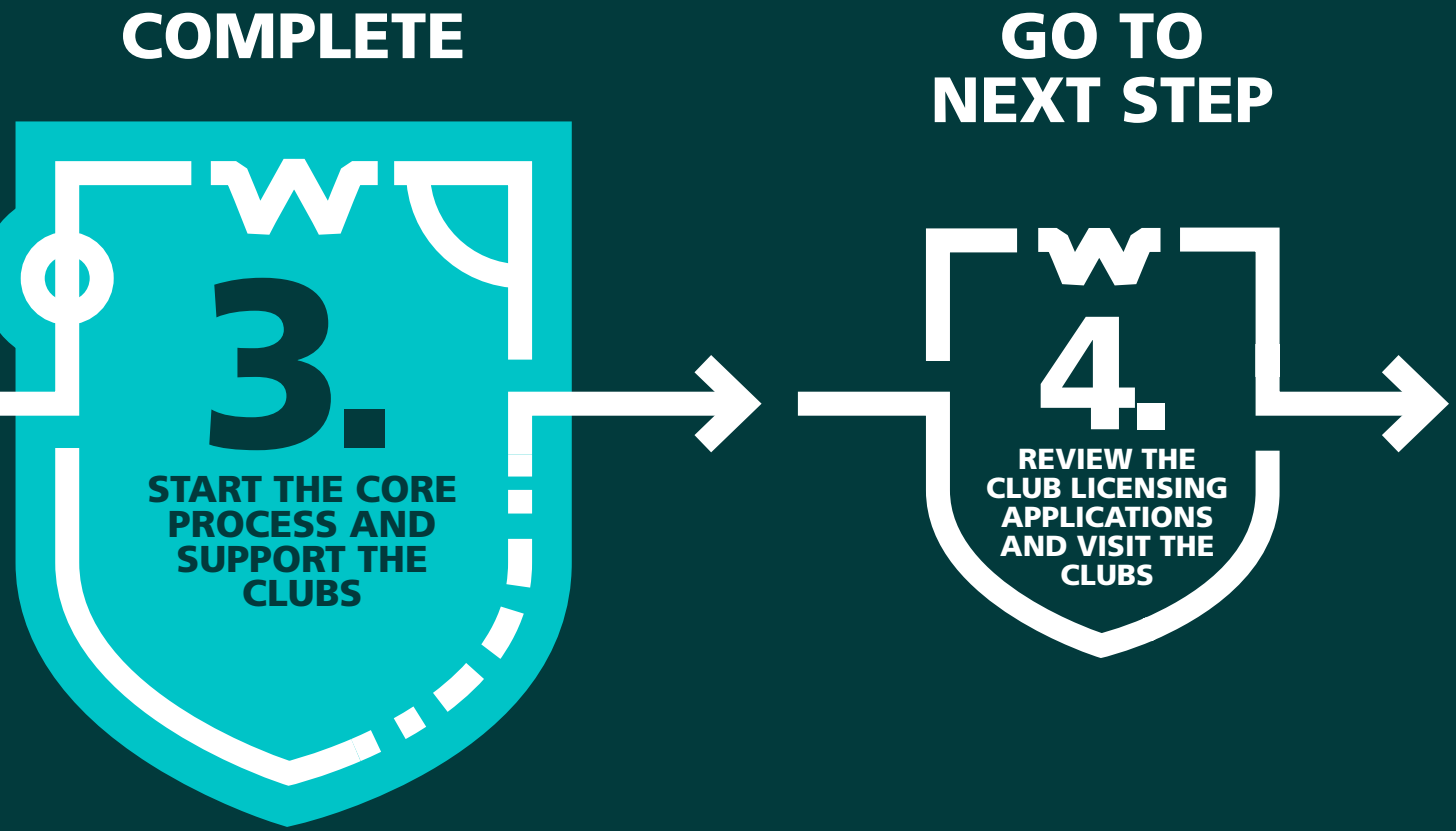 COMPLETE
W
3.
START THE CORE
PROCESS AND
SUPPORT THE
CLUBS
GO TO
NEXT STEP
W
4.
REVIEW THE
CLUB LICENSING
APPLICATIONS
AND VISIT THE
CLUBS